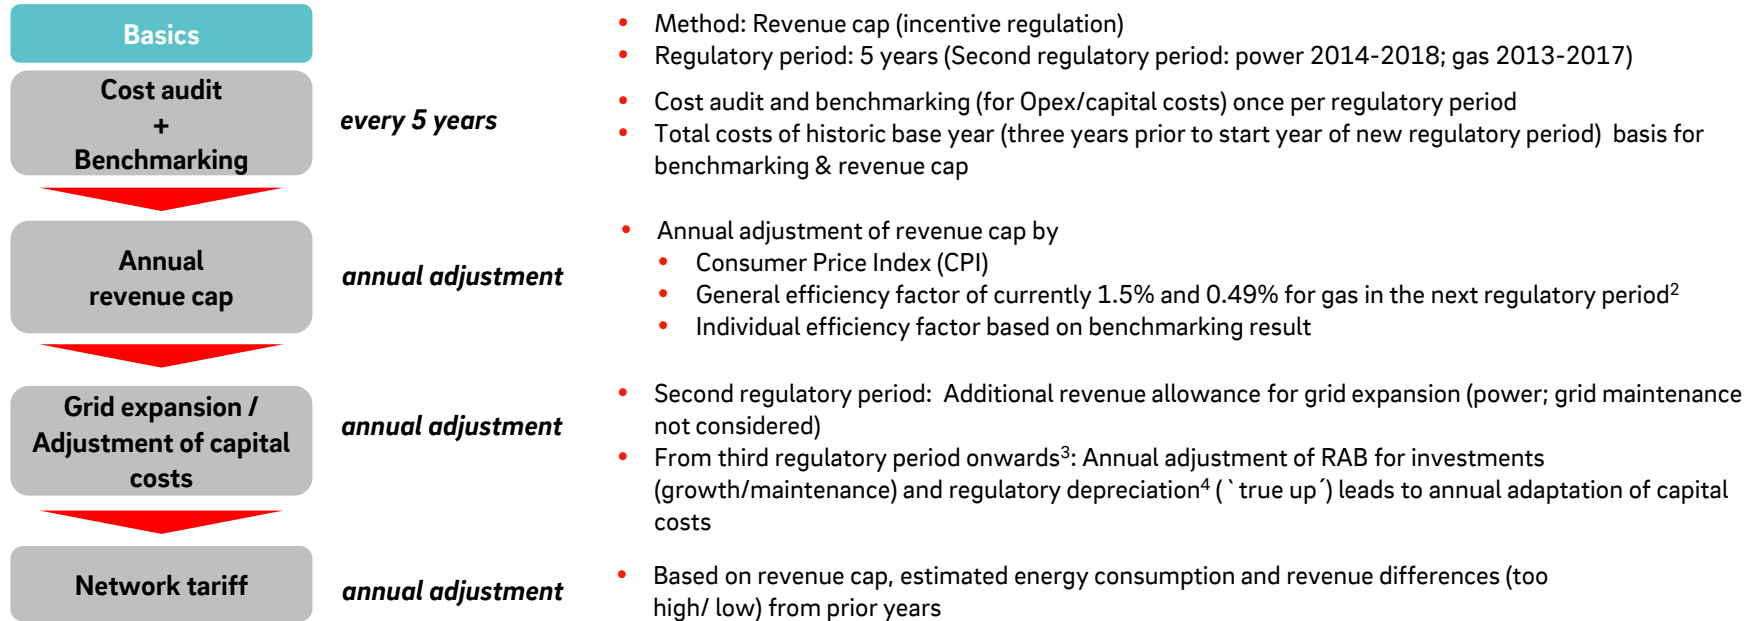 Basics
• Method: Revenue cap (incentive regulation)
• Regulatory period: 5 years (Second regulatory period: power 2014-2018; gas 2013-2017)
Cost audit
+
Benchmarking
every 5 years
• Cost audit and benchmarking (for Opex/capital costs) once per regulatory period
• Total costs of historic base year (three years prior to start year of new regulatory period) basis for
benchmarking & revenue cap
Annual
revenue cap
annual adjustment
• Annual adjustment of revenue cap by
• Consumer Price Index (CPI)
• General efficiency factor of currently 1.5% and 0.49% for gas in the next regulatory period²
• Individual efficiency factor based on benchmarking result
Grid expansion /
Adjustment of capital
costs
annual adjustment
• Second regulatory period: Additional revenue allowance for grid expansion (power; grid maintenance
not considered)
• From third regulatory period onwards³: Annual adjustment of RAB for investments
(growth/maintenance) and regulatory depreciation⁴ (`true up´) leads to annual adaptation of capital
costs
Network tariff
annual adjustment
• Based on revenue cap, estimated energy consumption and revenue differences (too
high/ low) from prior years